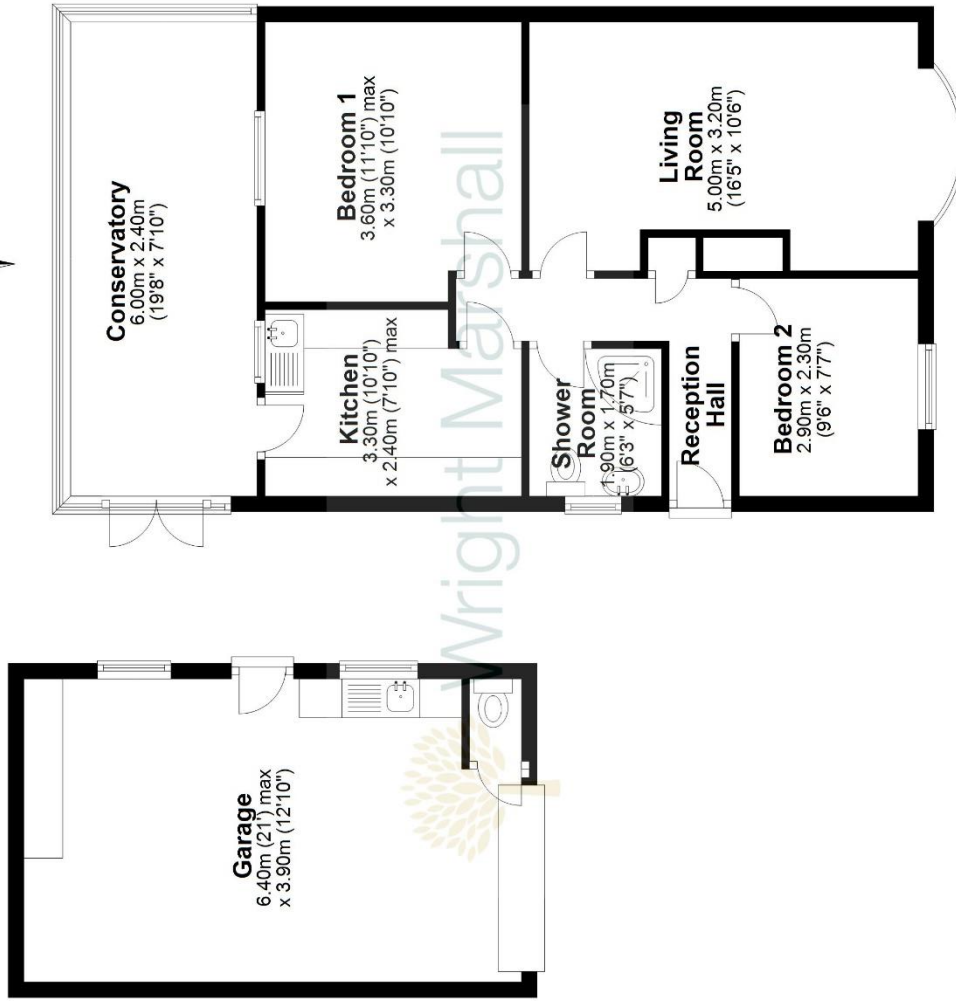 Conservatory
6.00m x 2.40m
(19'8" x 7'10")
Bedroom 1
3.60m (11'10") max
x 3.30m (10'10")
Living
Room
5.00m x 3.20m
(16'5" x 10'6")
Kitchen
3.30m (10'10")
x 2.40m (7'10") max
Shower
Room
1.90m x 1.70m
(6'3" x 5'7")
Reception
Hall
Bedroom 2
2.90m x 2.30m
(9'6" x 7'7")
Garage
6.40m (21') max
x 3.90m (12'10")
Wright Marshall